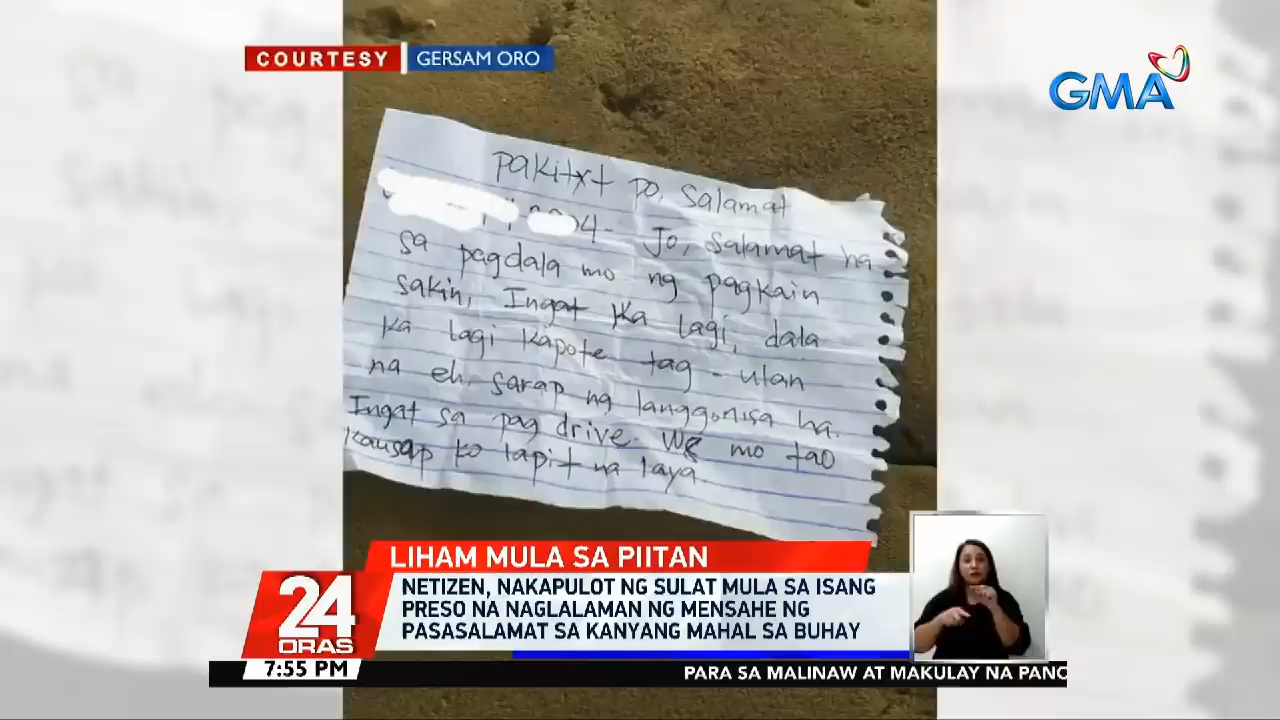 COURTESY GERSAM ORO
GMA
Pakitxt po, Salamat
4- Jo, salamat ha
sa pagdala mo ng pagkain
sakin, Ingat Ka lagi, dala
ka lagi kapote tag-ulan
na eh, sarap ng langgonisa ha.
Ingat sa pag drive. We mo tao
kausap ko lapit na laya.
LIHAM MULA SA PIITAN
NETIZEN, NAKAPULOT NG SULAT MULA SA ISANG
PRESO NA NAGLALAMAN NG MENSAHE NG
PASASALAMAT SA KANYANG MAHAL SA BUHAY
24
ORAS
7:55 PM
PARA SA MALINAW AT MAKULAY NA PANO